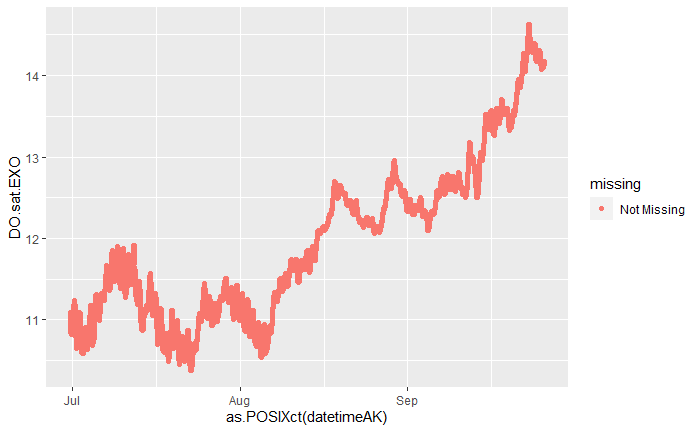 14
13
12
11
DO.sat.EXO
Jul
Aug
Sep
as.POSIXct(datetimeAK)
missing
Not Missing